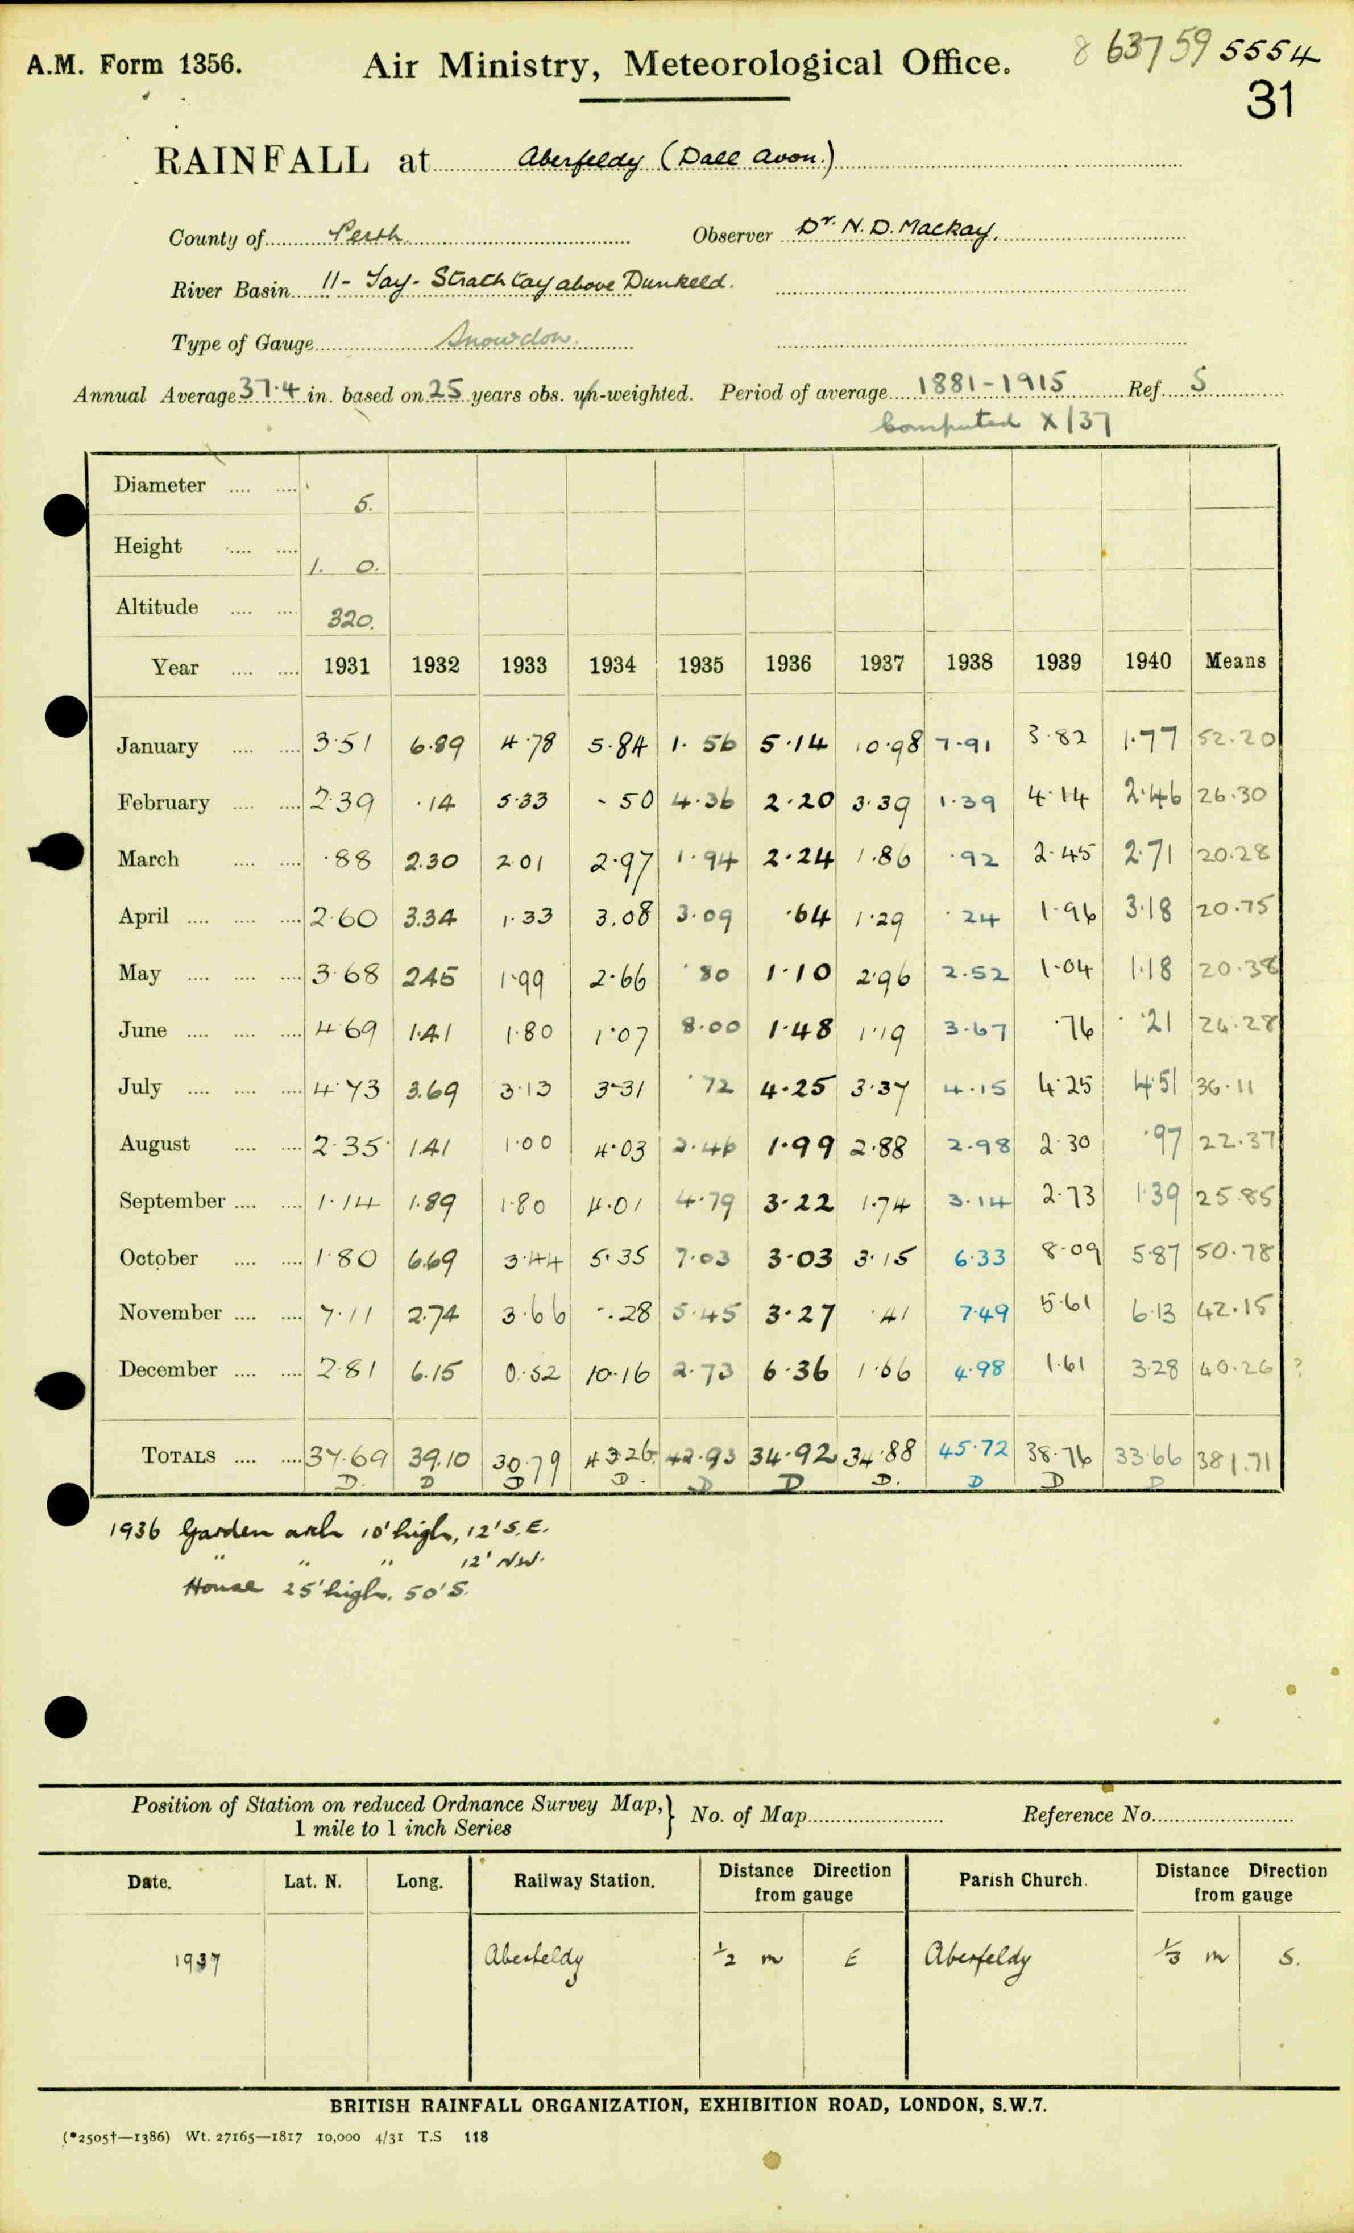 A.M. Form 1356.
Air Ministry, Meteorological Office.
8 637 59 5554
31
RAINFALL at Aberfeldy (Dall Avon.)
County of Perth Observer Dr. N. D. Mackay.
River Basin 11 - Tay - Strath tay above Dunkeld.
Type of Gauge Snowdon.
Annual Average 37.4 in. based on 25 years obs. un-weighted. Period of average 1881-1915 Ref. S
Computed X/37
Diameter .... .... 5.
Height .... .... 1. 0.
Altitude .... .... 320.
Year .... .... 1931 1932 1933 1934 1935 1936 1937 1938 1939 1940 Means
January .... .... 3.51 6.89 4.78 5.84 1.56 5.14 10.98 7.91 3.82 1.77 52.20
February .... .... 2.39 .14 5.33 .50 4.36 2.20 3.39 1.39 4.14 2.46 26.30
March .... .... .88 2.30 2.01 2.97 1.94 2.24 1.86 .92 2.45 2.71 20.28
April .... .... .... 2.60 3.34 1.33 3.08 3.09 .64 1.29 .24 1.96 3.18 20.75
May .... .... .... 3.68 2.45 1.99 2.66 .80 1.10 2.96 2.52 1.04 1.18 20.38
June .... .... .... 4.69 1.41 1.80 1.07 8.00 1.48 1.19 3.67 .76 .21 24.28
July .... .... .... 4.73 3.69 3.13 3.31 .72 4.25 3.37 4.15 4.25 4.51 36.11
August .... .... 2.35 1.41 1.00 4.03 2.46 1.99 2.88 2.98 2.30 .97 22.37
September .... .... 1.14 1.89 1.80 4.01 4.79 3.22 1.74 3.14 2.73 1.39 25.85
October .... .... 1.80 6.69 3.44 5.35 7.03 3.03 3.15 6.33 8.09 5.87 50.78
November .... .... 7.11 2.74 3.66 .28 5.45 3.27 .41 7.49 5.61 6.13 42.15
December .... .... 2.81 6.15 0.52 10.16 2.73 6.36 1.66 4.98 1.61 3.28 40.26 ?
TOTALS .... .... 37.69 39.10 30.79 43.26 42.93 34.92 34.88 45.72 38.76 33.66 381.71
D. D D D. D D D. D D D
1936 Garden arch 10' high, 12' S.E.
" " " 12' NW.
House 25' high. 50' S.
Position of Station on reduced Ordnance Survey Map, } No. of Map Reference No.
1 mile to 1 inch Series
Date. Lat. N. Long. Railway Station. Distance Direction from gauge Parish Church. Distance Direction from gauge
1937 Aberfeldy 1/2 m E Aberfeldy 1/3 m S.
BRITISH RAINFALL ORGANIZATION, EXHIBITION ROAD, LONDON, S.W.7.
(*2505†—1386) Wt. 27165—1817 10,000 4/31 T.S 118